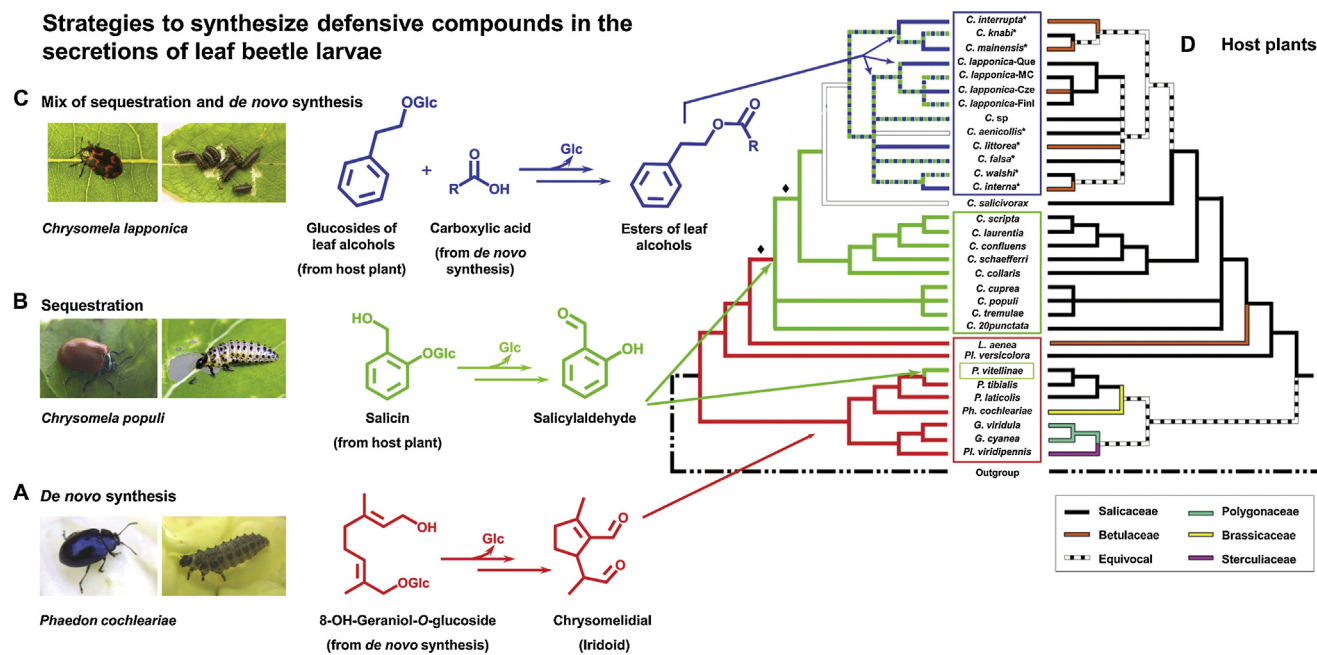 Strategies to synthesize defensive compounds in the
secretions of leaf beetle larvae
C Mix of sequestration and de novo synthesis
Chrysomela lapponica
OGlc
+
R
O
OH
Glc
O
O
R
Glucosides of
leaf alcohols
(from host plant)
Carboxylic acid
(from de novo
synthesis)
Esters of leaf
alcohols
B Sequestration
Chrysomela populi
HO
OGlc
Glc
O
OH
Salicin
(from host plant)
Salicylaldehyde
A De novo synthesis
Phaedon cochleariae
OH
OGlc
Glc
O
O
8-OH-Geraniol-O-glucoside
(from de novo synthesis)
Chrysomelidial
(Iridoid)
D Host plants
C. interrupta*
C. knabi*
C. mainensis*
C. lapponica-Que
C. lapponica-MC
C. lapponica-Cze
C. lapponica-Finl
C. sp
C. aenicollis*
C. littorea*
C. falsa*
C. walshi*
C. interna*
C. salicivorax
C. scripta
C. laurentia
C. confluens
C. schaefferri
C. collaris
C. cuprea
C. populi
C. tremulae
C. 20punctata
L. aenea
Pl. versicolora
P. vitellinae
P. tibialis
P. laticolis
Ph. cochleariae
G. viridula
G. cyanea
Pl. viridipennis
Outgroup
Salicaceae
Betulaceae
Equivocal
Polygonaceae
Brassicaceae
Sterculiaceae